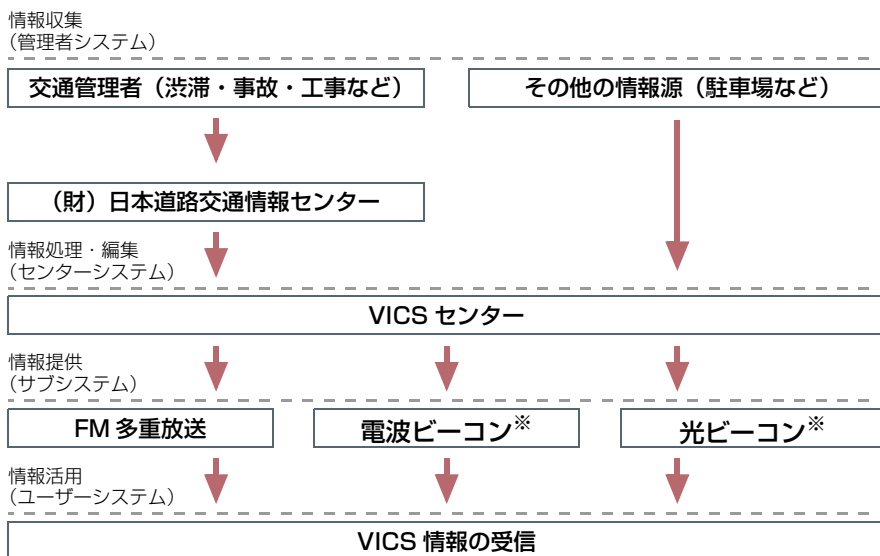 情報収集
（管理者システム）
交通管理者（渋滞・事故・工事など）
その他の情報源（駐車場など）
（財）日本道路交通情報センター
情報処理・編集
（センターシステム）
VICS センター
情報提供
（サブシステム）
FM 多重放送
電波ビーコン※
光ビーコン※
情報活用
（ユーザーシステム）
VICS 情報の受信